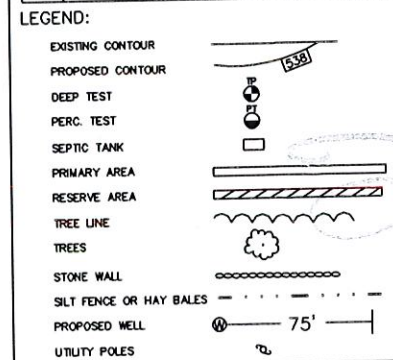 LEGEND:
EXISTING CONTOUR
PROPOSED CONTOUR
538
DEEP TEST
TP
PERC. TEST
PT
SEPTIC TANK
PRIMARY AREA
RESERVE AREA
TREE LINE
TREES
STONE WALL
SILT FENCE OR HAY BALES
PROPOSED WELL
W 75'
UTILITY POLES